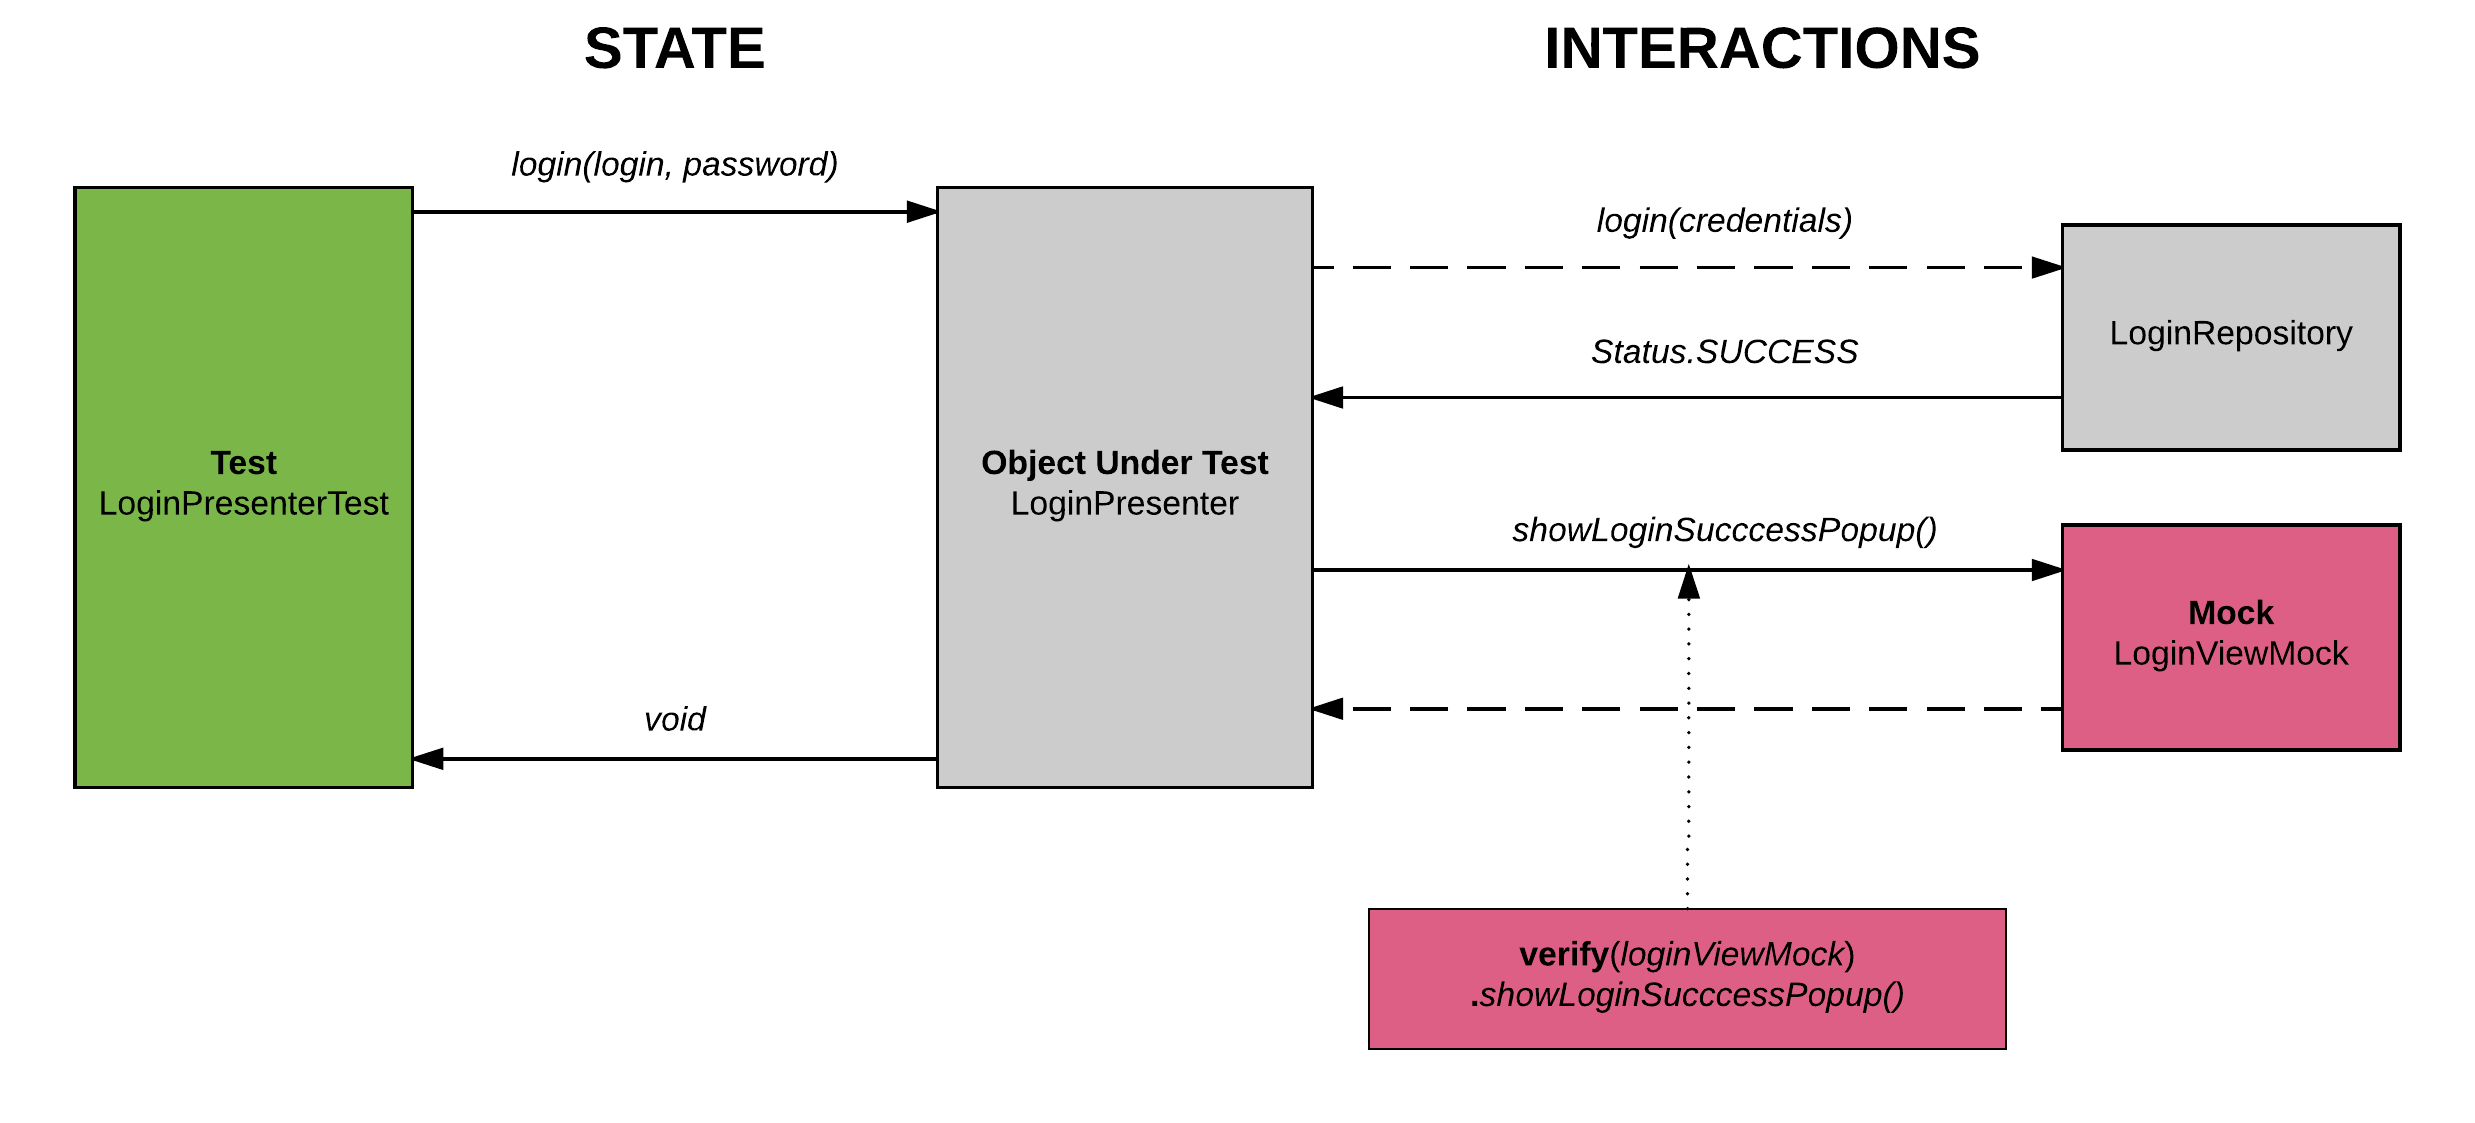 STATE
INTERACTIONS
login(login, password)
login(credentials)
LoginRepository
Status.SUCCESS
Test
LoginPresenterTest
Object Under Test
LoginPresenter
showLoginSucccessPopup()
Mock
LoginViewMock
void
verify(loginViewMock)
.showLoginSucccessPopup()